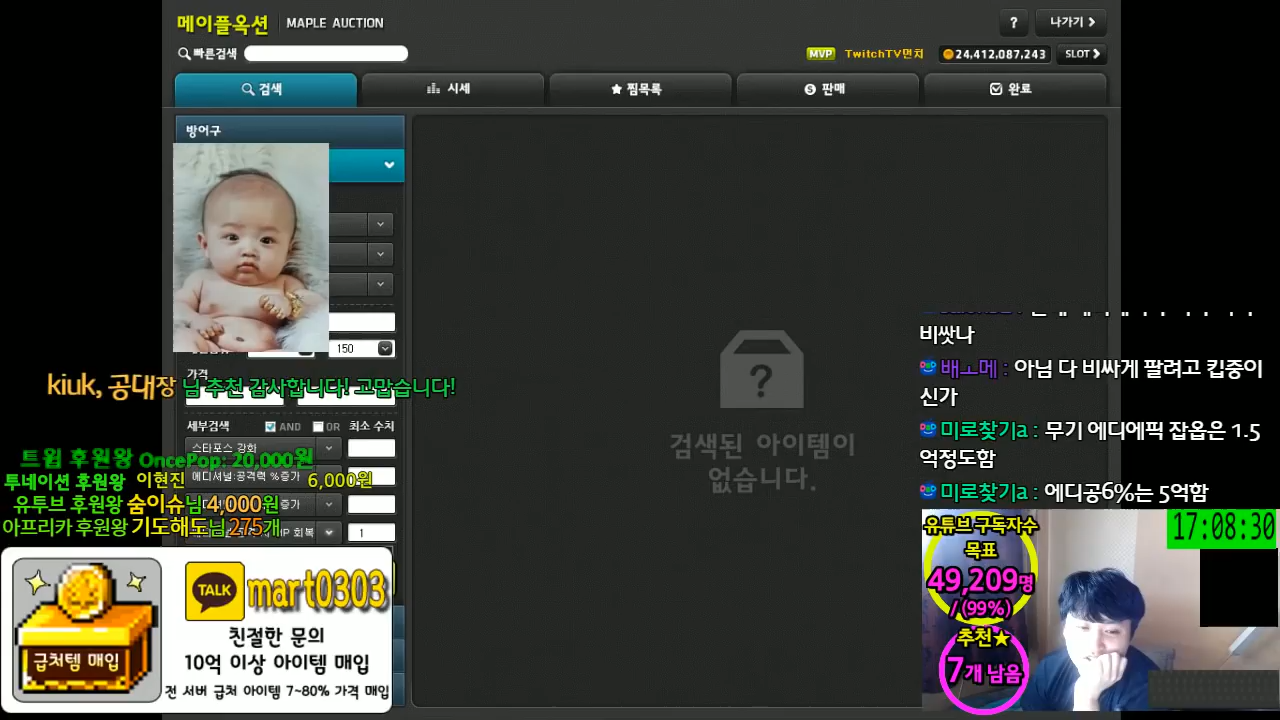 메이플옥션 MAPLE AUCTION
? 나가기
빠른검색
MVP TwitchTV먼치 24,412,087,243 SLOT
검색 시세 찜목록 판매 완료
방어구
150
가격
kiuk, 공대장 님 추천 감사합니다! 고맙습니다!
세부검색 AND OR 최소 수치
스타포스 강화
트윕 후원왕 OncePop: 20,000원
에디셔널:공격력 %증가
투네이션 후원왕 이현진 6,000원
유투브 후원왕 숨이슈님 4,000원
증가
아프리카 후원왕 기도해도님 275개
HP 회복 1
급처템 매입
TALK mart0303
친절한 문의
10억 이상 아이템 매입
전 서버 급처 아이템 7~80% 가격 매입
?
검색된 아이템이
없습니다.
비쌋나
배ㅗ메 : 아님 다 비싸게 팔려고 킵중이
신가
미로찾기a : 무기 에디에픽 잡옵은 1.5
억정도함
미로찾기a : 에디공6%는 5억함
유튜브 구독자수
목표
49,209명
/ (99%)
추천★
7개 남음
17:08:30